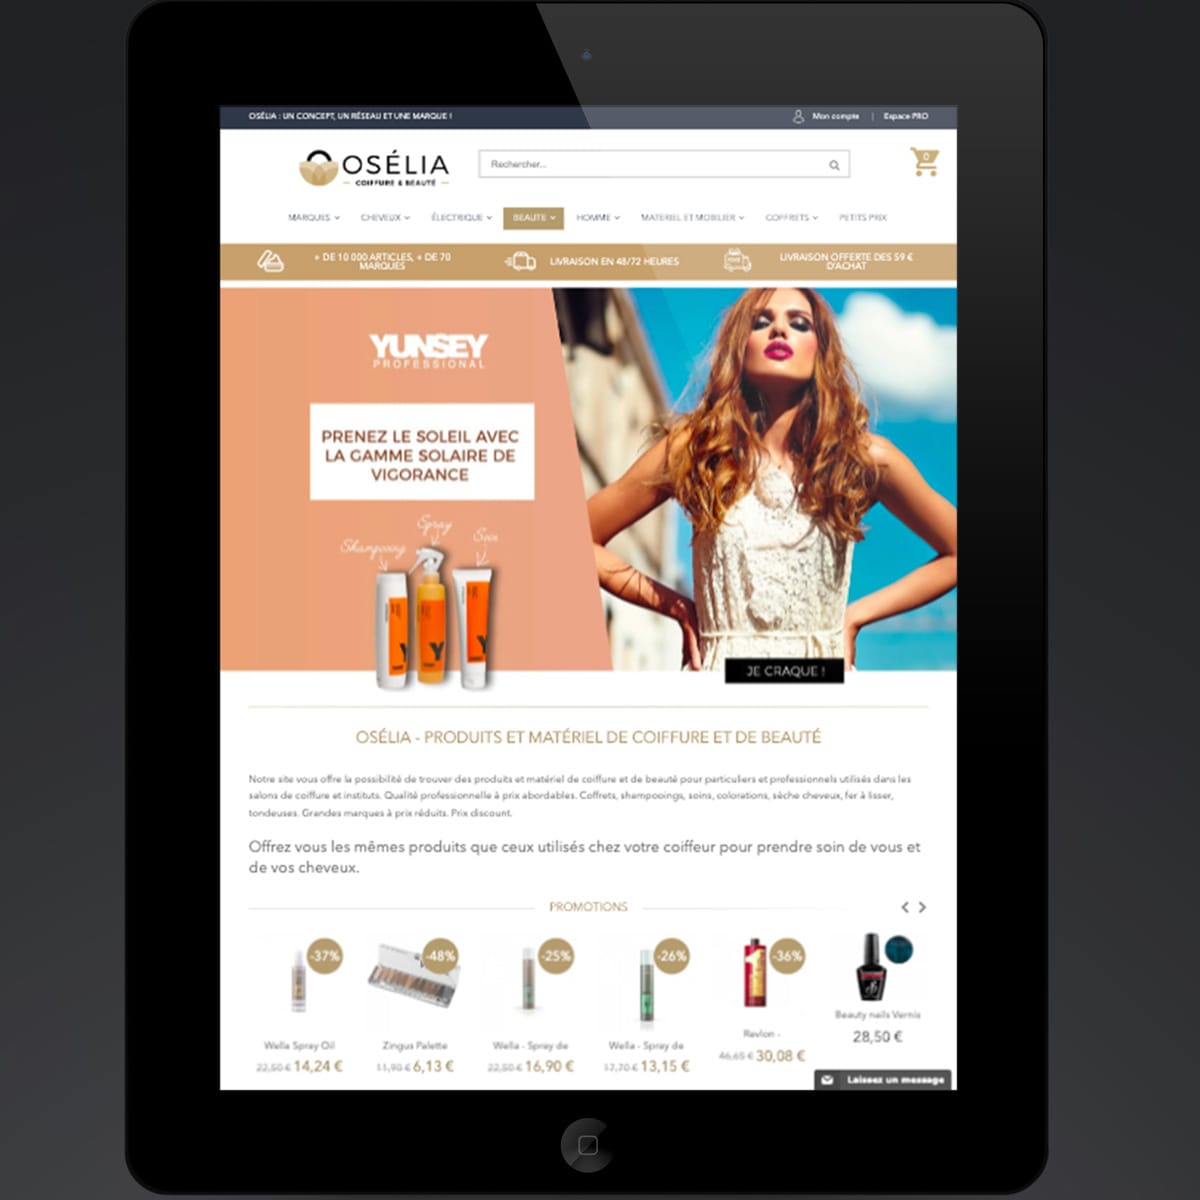 OSÉLIA : UN CONCEPT, UN RÉSEAU ET UNE MARQUE !
Mon compte | Espace PRO
OSÉLIA
COIFFURE & BEAUTÉ
Rechercher...
0
MARQUES CHEVEUX ÉLECTRIQUE BEAUTE HOMME MATERIEL ET MOBILIER COFFRETS PETITS PRIX
+ DE 10 000 ARTICLES, + DE 70
MARQUES
LIVRAISON EN 48/72 HEURES
LIVRAISON OFFERTE DES 59 €
D'ACHAT
YUNSEY
PROFESSIONAL
PRENEZ LE SOLEIL AVEC
LA GAMME SOLAIRE DE
VIGORANCE
Shampooing
Spray
Soin
Y
Y
Y
JE CRAQUE !
OSÉLIA - PRODUITS ET MATÉRIEL DE COIFFURE ET DE BEAUTÉ
Notre site vous offre la possibilité de trouver des produits et matériel de coiffure et de beauté pour particuliers et professionnels utilisés dans les
salons de coiffure et instituts. Qualité professionnelle à prix abordables. Coffrets, shampooings, soins, colorations, sèche cheveux, fer à lisser,
tondeuses. Grandes marques à prix réduits. Prix discount.
Offrez vous les mêmes produits que ceux utilisés chez votre coiffeur pour prendre soin de vous et
de vos cheveux.
PROMOTIONS
-37%
-48%
-25%
-26%
-36%
Wella Spray Oil
22,50 € 14,24 €
Zingus Palette
11,90 € 6,13 €
Wella - Spray de
22,50 € 16,90 €
Wella - Spray de
17,70 € 13,15 €
Revlon -
46,65 € 30,08 €
Beauty nails Vernis
28,50 €
Laissez un message